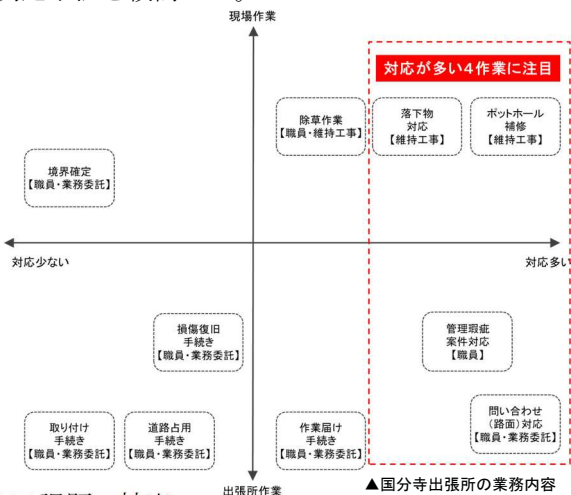 現場作業
対応が多い4作業に注目
除草作業
【職員・維持工事】
落下物
対応
【維持工事】
ポットホール
補修
【維持工事】
境界確定
【職員・業務委託】
対応少ない
対応多い
損傷復旧
手続き
【職員・業務委託】
管理瑕疵
案件対応
【職員】
取り付け
手続き
【職員・業務委託】
道路占用
手続き
【職員・業務委託】
作業届け
手続き
【職員・業務委託】
問い合わせ
(路面)対応
【職員・業務委託】
出張所作業
▲国分寺出張所の業務内容